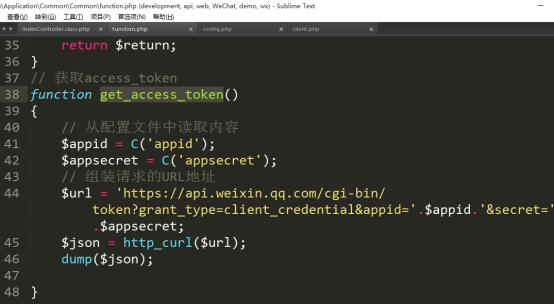 \Application\Common\Common\function.php (development, api, web, WeChat, demo, wx) - Sublime Text
查看(V) 转到(G) 工具(T) 项目(P) 首选项(N) 帮助(H)
IndexController.class.php × function.php × config.php × client.php ×
35 return $return;
36 }
37 // 获取access_token
38 function get_access_token()
39 {
40 // 从配置文件中读取内容
41 $appid = C('appid');
42 $appsecret = C('appsecret');
43 // 组装请求的URL地址
44 $url = 'https://api.weixin.qq.com/cgi-bin/
token?grant_type=client_credential&appid='.$appid.'&secret='
.$appsecret;
45 $json = http_curl($url);
46 dump($json);
47
48 }